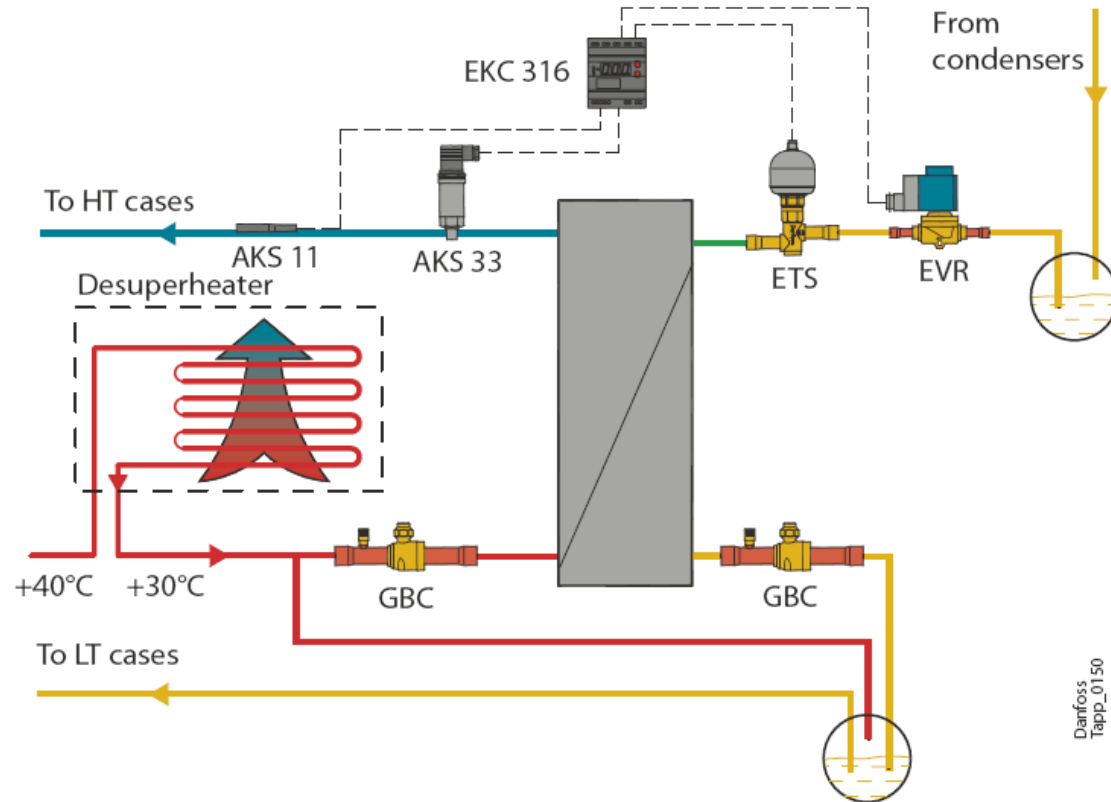 From
condensers
EKC 316
To HT cases
AKS 11
AKS 33
ETS
EVR
Desuperheater
+40°C
+30°C
GBC
GBC
To LT cases
Danfoss
Tapp_0150